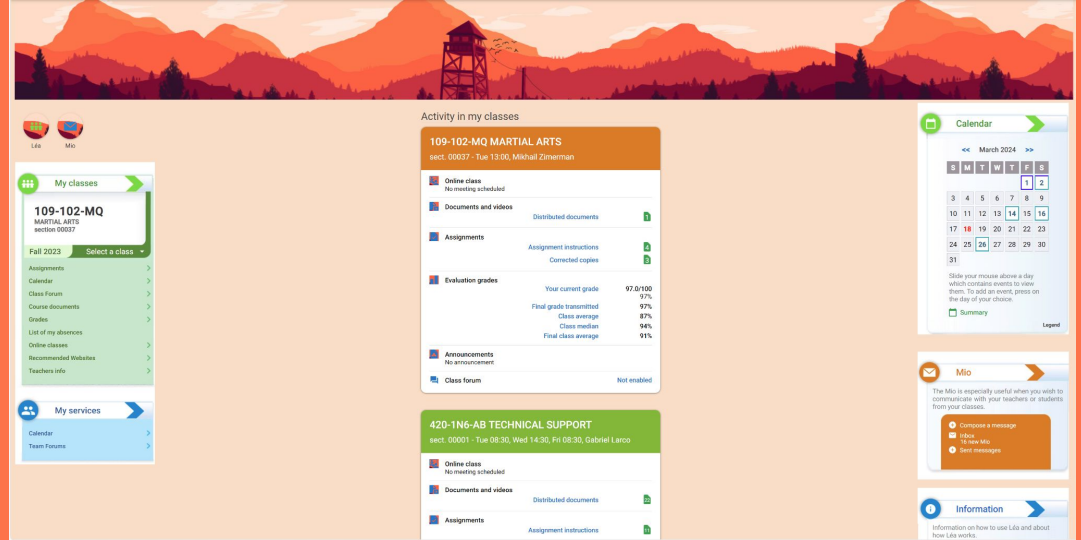 Léa
Mio
My classes
109-102-MQ
MARTIAL ARTS
section 00037
Fall 2023
Select a class
Assignments
Calendar
Class Forum
Course documents
Grades
List of my absences
Online classes
Recommended Websites
Teachers info
My services
Calendar
Team Forums
Activity in my classes
109-102-MQ MARTIAL ARTS
sect. 00037 - Tue 13:00, Mikhail Zimerman
Online class
No meeting scheduled
Documents and videos
Distributed documents 1
Assignments
Assignment instructions 4
Corrected copies 3
Evaluation grades
Your current grade 97.0/100
97%
Final grade transmitted 97%
Class average 87%
Class median 94%
Final class average 91%
Announcements
No announcement
Class forum Not enabled
420-1N6-AB TECHNICAL SUPPORT
sect. 00001 - Tue 08:30, Wed 14:30, Fri 08:30, Gabriel Larco
Online class
No meeting scheduled
Documents and videos
Distributed documents
Assignments
Assignment instructions 11
Calendar
<< March 2024 >>
S M T W T F S
1 2
3 4 5 6 7 8 9
10 11 12 13 14 15 16
17 18 19 20 21 22 23
24 25 26 27 28 29 30
31
Slide your mouse above a day
which contains events to view
them. To add an event, press on
the day of your choice.
Summary
Legend
Mio
The Mio is especially useful when you wish to
communicate with your teachers or students
from your classes.
Compose a message
Inbox
16 new Mio
Sent messages
Information
Information on how to use Léa and about
how Léa works.